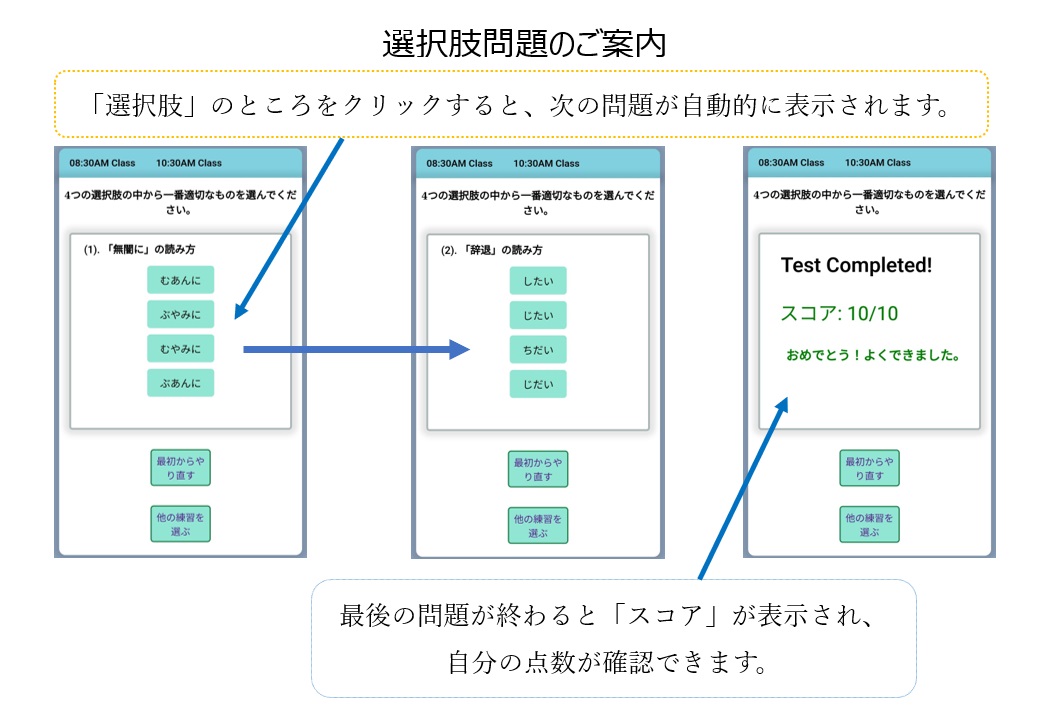 選択肢問題のご案内
「選択肢」のところをクリックすると、次の問題が自動的に表示されます。
08:30AM Class 10:30AM Class
4つの選択肢の中から一番適切なものを選んでくだ
さい。
(1). 「無闇に」の読み方
むあんに
ぶやみに
むやみに
ぶあんに
最初からや
り直す
他の練習を
選ぶ
08:30AM Class 10:30AM Class
4つの選択肢の中から一番適切なものを選んでくだ
さい。
(2). 「辞退」の読み方
したい
じたい
ちだい
じだい
最初からや
り直す
他の練習を
選ぶ
08:30AM Class 10:30AM Class
4つの選択肢の中から一番適切なものを選んでくだ
さい。
Test Completed!
スコア: 10/10
おめでとう！よくできました。
最初からや
り直す
他の練習を
選ぶ
最後の問題が終わると「スコア」が表示され、
自分の点数が確認できます。